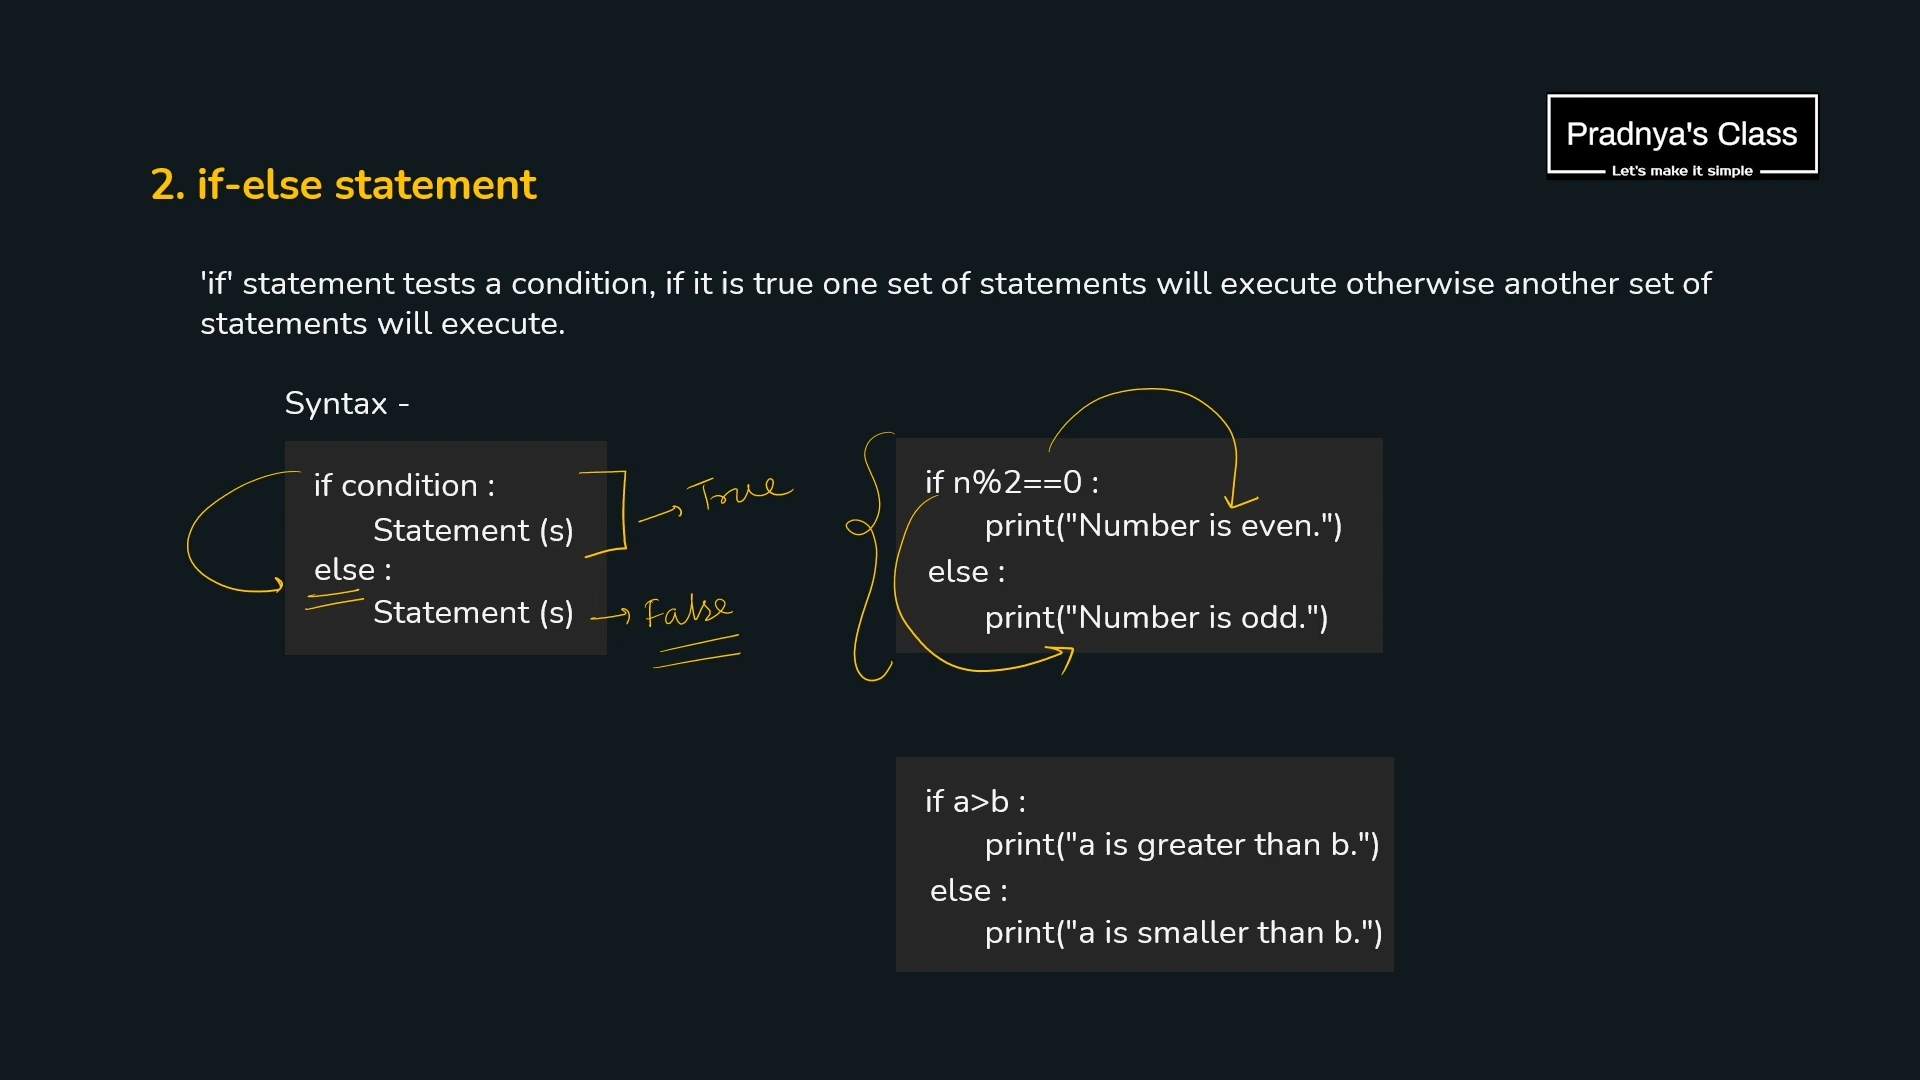 Pradnya's Class
Let's make it simple
2. if-else statement
'if' statement tests a condition, if it is true one set of statements will execute otherwise another set of
statements will execute.
Syntax -
if condition :
Statement (s)
else :
Statement (s)
True
False
if n%2==0 :
print("Number is even.")
else :
print("Number is odd.")
if a>b :
print("a is greater than b.")
else :
print("a is smaller than b.")